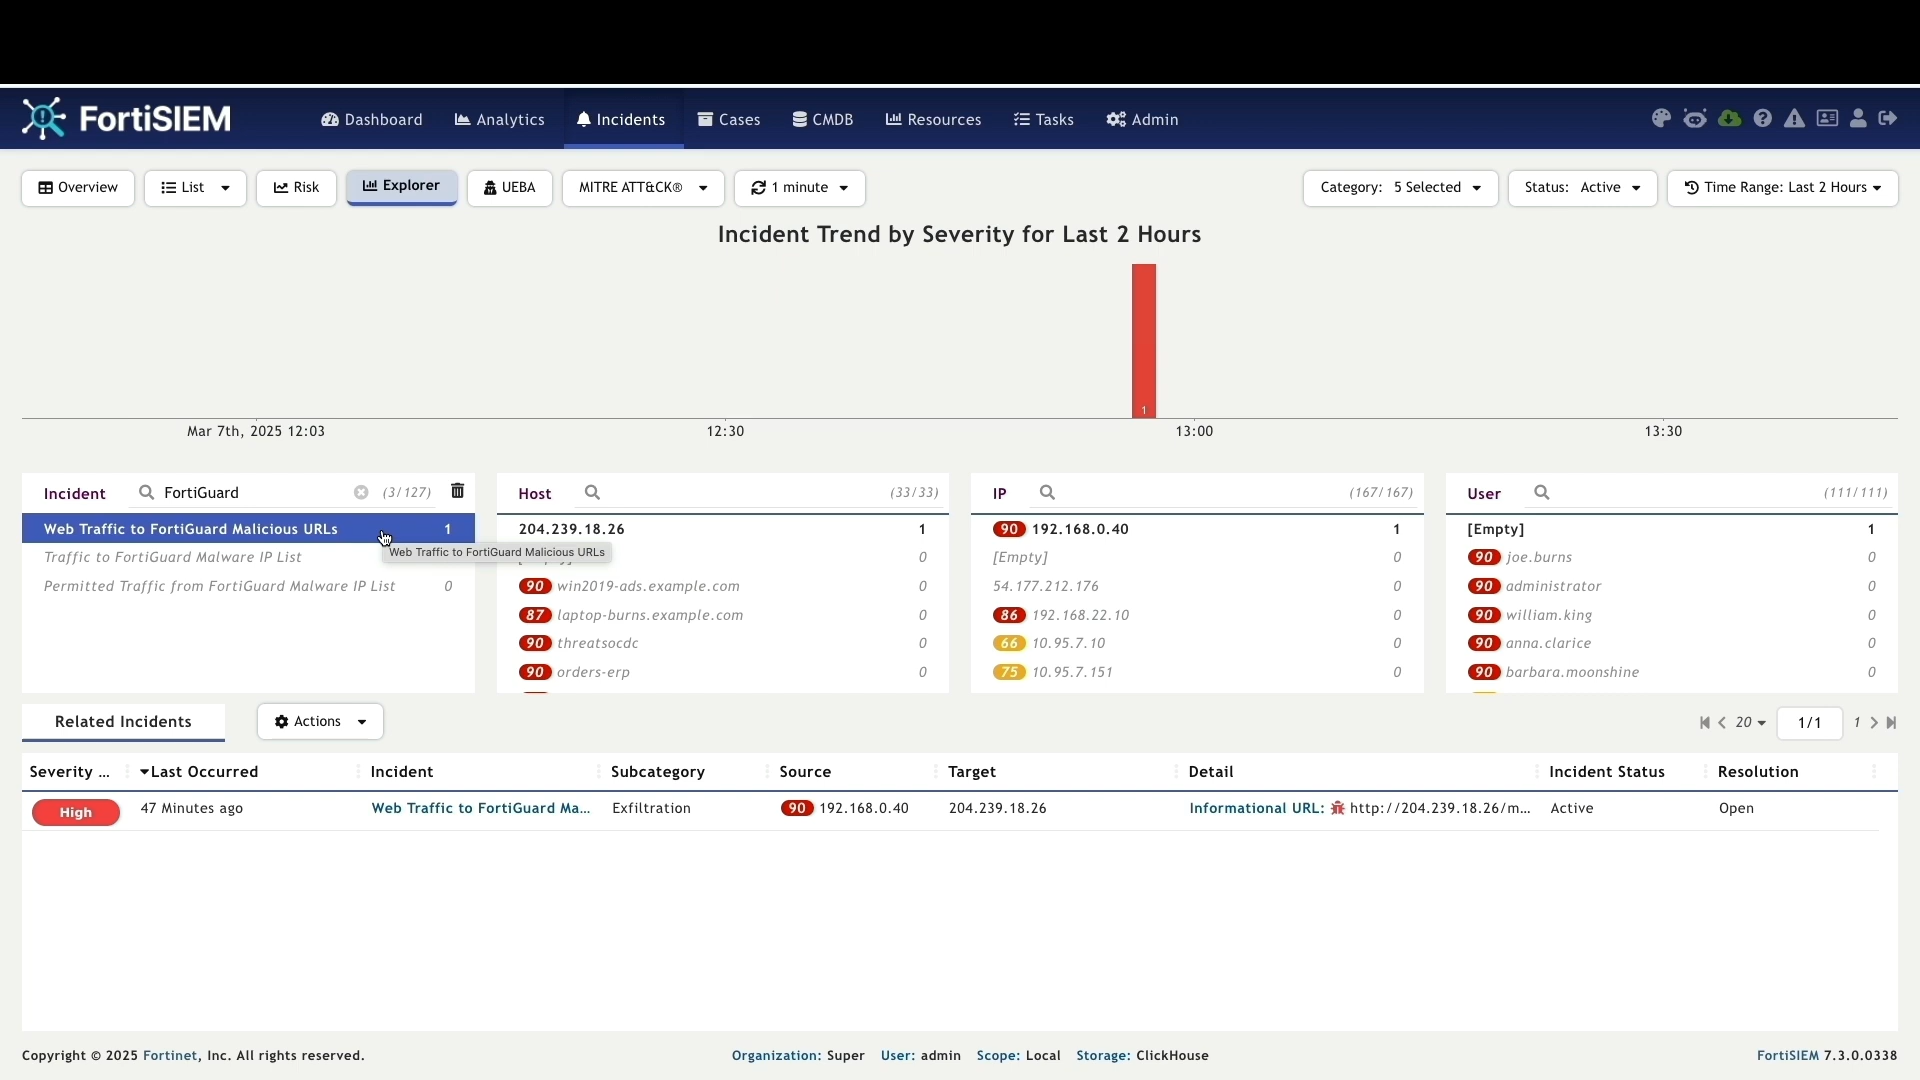 FortiSIEM Dashboard Analytics Incidents Cases CMDB Resources Tasks Admin
Overview List Risk Explorer UEBA MITRE ATT&CK® 1 minute Category: 5 Selected Status: Active Time Range: Last 2 Hours
Incident Trend by Severity for Last 2 Hours
1
Mar 7th, 2025 12:03 12:30 13:00 13:30
Incident FortiGuard (3/127)
Web Traffic to FortiGuard Malicious URLs 1
Traffic to FortiGuard Malware IP List
Permitted Traffic from FortiGuard Malware IP List 0
Web Traffic to FortiGuard Malicious URLs
Host (33/33)
204.239.18.26 1
0
90 win2019-ads.example.com 0
87 laptop-burns.example.com 0
90 threatsocdc 0
90 orders-erp 0
IP (167/167)
90 192.168.0.40 1
[Empty] 0
54.177.212.176 0
86 192.168.22.10 0
66 10.95.7.10 0
75 10.95.7.151 0
User (111/111)
[Empty] 1
90 joe.burns 0
90 administrator 0
90 william.king 0
90 anna.clarice 0
90 barbara.moonshine 0
Related Incidents Actions 20 1/1 1
Severity ... Last Occurred Incident Subcategory Source Target Detail Incident Status Resolution
High 47 Minutes ago Web Traffic to FortiGuard Ma... Exfiltration 90 192.168.0.40 204.239.18.26 Informational URL: http://204.239.18.26/m... Active Open
Copyright © 2025 Fortinet, Inc. All rights reserved. Organization: Super User: admin Scope: Local Storage: ClickHouse FortiSIEM 7.3.0.0338